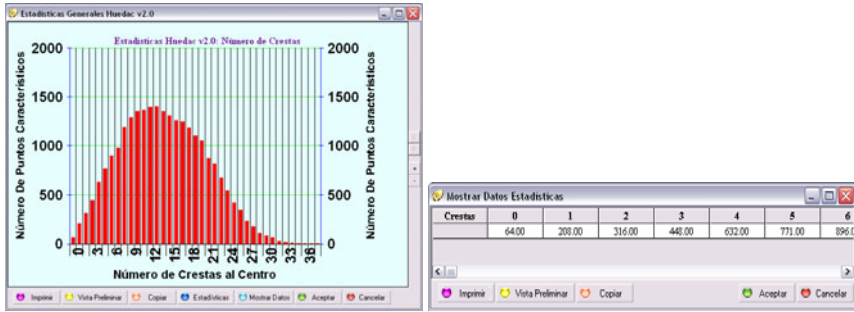 Estadísticas Generales Huedac v2.0
Estadísticas Huedac v2.0: Número de Crestas
2000 2000
1500 1500
1000 1000
500 500
0 0
Número De Puntos Característicos
Número De Puntos Característicos
0 3 6 9 12 15 18 21 24 27 30 33 36
Número de Crestas al Centro
Imprimir Vista Preliminar Copiar Estadísticas Mostrar Datos Aceptar Cancelar
Mostrar Datos Estadísticas
Crestas 0 1 2 3 4 5 6
64.00 208.00 316.00 448.00 632.00 771.00 896.0
Imprimir Vista Preliminar Copiar Aceptar Cancelar